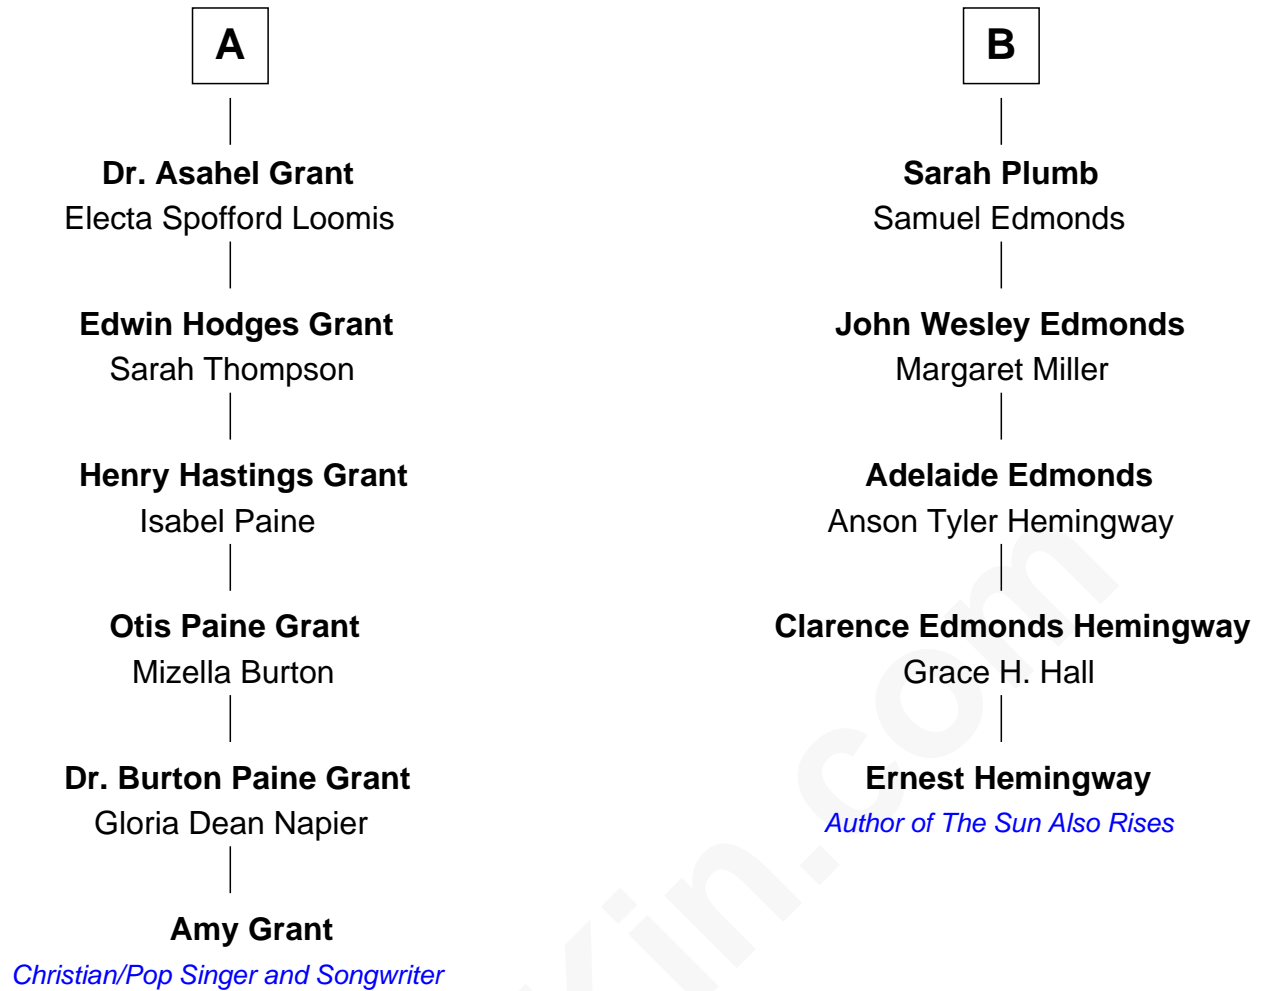 A
B
Dr. Asahel Grant
Electa Spofford Loomis
Sarah Plumb
Samuel Edmonds
Edwin Hodges Grant
Sarah Thompson
John Wesley Edmonds
Margaret Miller
Henry Hastings Grant
Isabel Paine
Adelaide Edmonds
Anson Tyler Hemingway
Otis Paine Grant
Mizella Burton
Clarence Edmonds Hemingway
Grace H. Hall
Dr. Burton Paine Grant
Gloria Dean Napier
Ernest Hemingway
Author of The Sun Also Rises
Amy Grant
Christian/Pop Singer and Songwriter
Kin.com